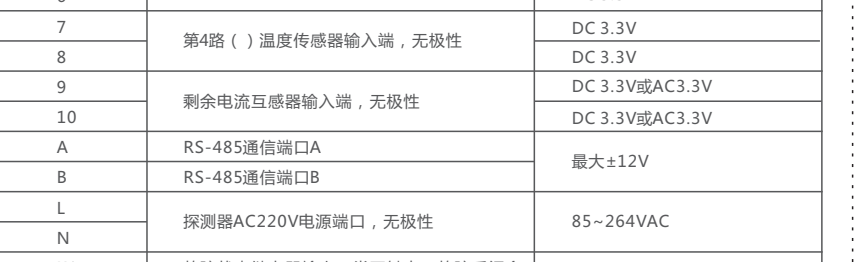 7
第4路（ ）温度传感器输入端，无极性
DC 3.3V
8
DC 3.3V
9
剩余电流互感器输入端，无极性
DC 3.3V或AC3.3V
10
DC 3.3V或AC3.3V
A
RS-485通信端口A
最大±12V
B
RS-485通信端口B
L
探测器AC220V电源端口，无极性
85~264VAC
N